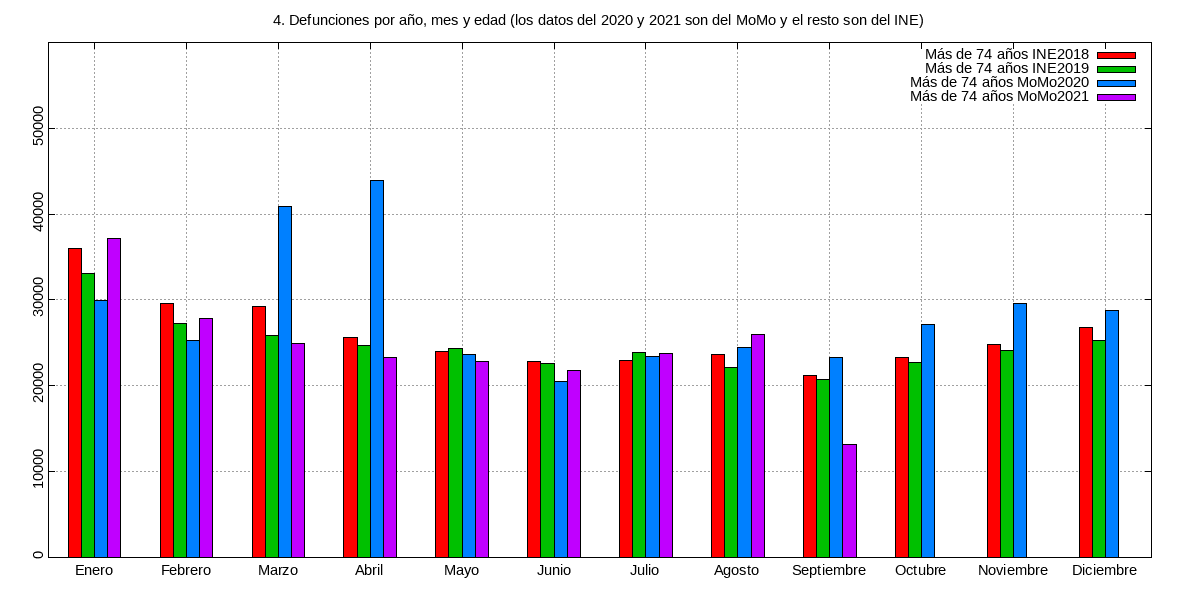 4. Defunciones por año, mes y edad (los datos del 2020 y 2021 son del MoMo y el resto son del INE)
Más de 74 años INE2018
Más de 74 años INE2019
Más de 74 años MoMo2020
Más de 74 años MoMo2021
50000
40000
30000
20000
10000
0
Enero Febrero Marzo Abril Mayo Junio Julio Agosto Septiembre Octubre Noviembre Diciembre